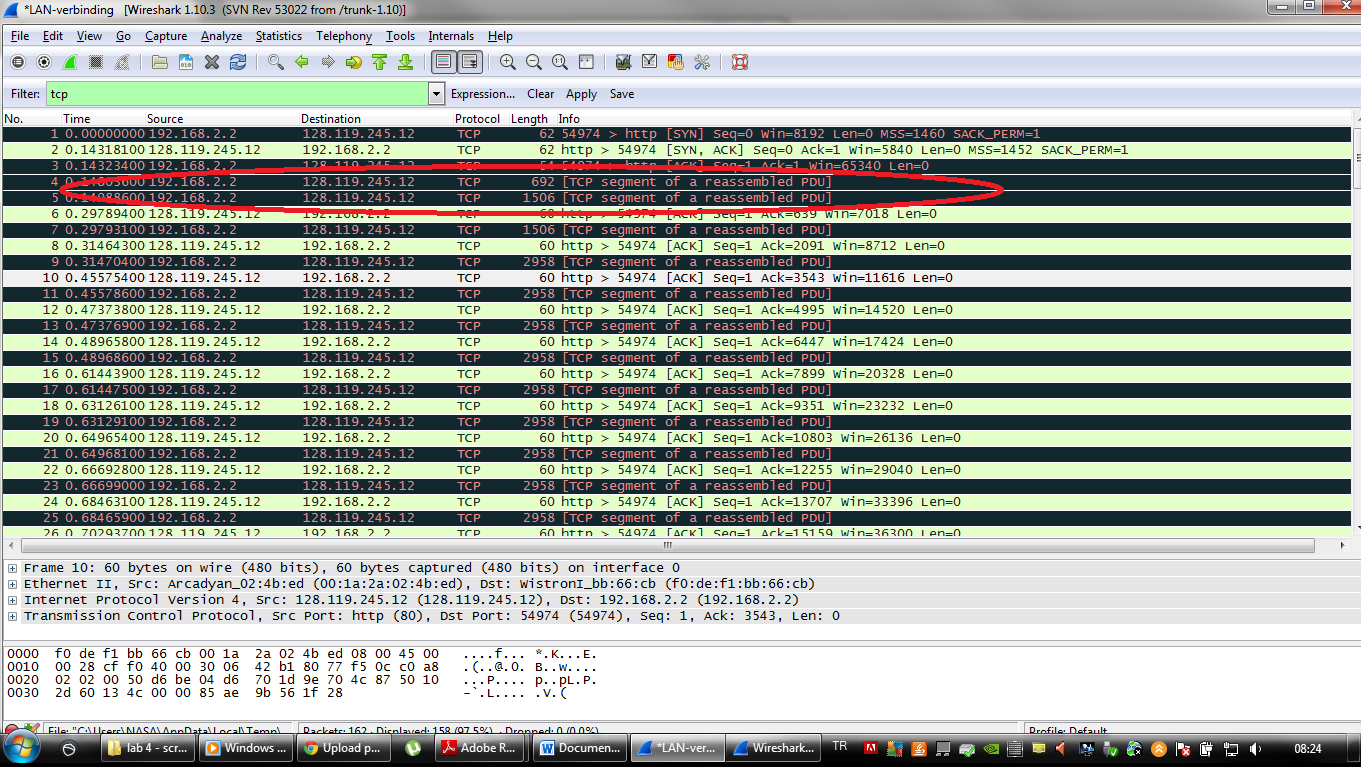 *LAN-verbinding [Wireshark 1.10.3 (SVN Rev 53022 from /trunk-1.10)]
File Edit View Go Capture Analyze Statistics Telephony Tools Internals Help
Filter: tcp Expression... Clear Apply Save
No. Time Source Destination Protocol Length Info
1 0.00000000 192.168.2.2 128.119.245.12 TCP 62 54974 > http [SYN] Seq=0 Win=8192 Len=0 MSS=1460 SACK_PERM=1
2 0.14318100 128.119.245.12 192.168.2.2 TCP 62 http > 54974 [SYN, ACK] Seq=0 Ack=1 Win=5840 Len=0 MSS=1452 SACK_PERM=1
3 0.14323400 192.168.2.2 128.119.245.12 TCP 54 54974 > http [ACK] Seq=1 Ack=1 Win=65340 Len=0
4 192.168.2.2 128.119.245.12 TCP 692 [TCP segment of a reassembled PDU]
5 192.168.2.2 128.119.245.12 TCP 1506 [TCP segment of a reassembled PDU]
6 0.29789400 128.119.245.12 192.168.2.2 TCP 60 http > 54974 [ACK] Seq=1 Ack=639 Win=7018 Len=0
7 0.29793100 192.168.2.2 128.119.245.12 TCP 1506 [TCP segment of a reassembled PDU]
8 0.31464300 128.119.245.12 192.168.2.2 TCP 60 http > 54974 [ACK] Seq=1 Ack=2091 Win=8712 Len=0
9 0.31470400 192.168.2.2 128.119.245.12 TCP 2958 [TCP segment of a reassembled PDU]
10 0.45575400 128.119.245.12 192.168.2.2 TCP 60 http > 54974 [ACK] Seq=1 Ack=3543 Win=11616 Len=0
11 0.45578600 192.168.2.2 128.119.245.12 TCP 2958 [TCP segment of a reassembled PDU]
12 0.47373800 128.119.245.12 192.168.2.2 TCP 60 http > 54974 [ACK] Seq=1 Ack=4995 Win=14520 Len=0
13 0.47376900 192.168.2.2 128.119.245.12 TCP 2958 [TCP segment of a reassembled PDU]
14 0.48965800 128.119.245.12 192.168.2.2 TCP 60 http > 54974 [ACK] Seq=1 Ack=6447 Win=17424 Len=0
15 0.48968600 192.168.2.2 128.119.245.12 TCP 2958 [TCP segment of a reassembled PDU]
16 0.61443900 128.119.245.12 192.168.2.2 TCP 60 http > 54974 [ACK] Seq=1 Ack=7899 Win=20328 Len=0
17 0.61447500 192.168.2.2 128.119.245.12 TCP 2958 [TCP segment of a reassembled PDU]
18 0.63126100 128.119.245.12 192.168.2.2 TCP 60 http > 54974 [ACK] Seq=1 Ack=9351 Win=23232 Len=0
19 0.63129100 192.168.2.2 128.119.245.12 TCP 2958 [TCP segment of a reassembled PDU]
20 0.64965400 128.119.245.12 192.168.2.2 TCP 60 http > 54974 [ACK] Seq=1 Ack=10803 Win=26136 Len=0
21 0.64968100 192.168.2.2 128.119.245.12 TCP 2958 [TCP segment of a reassembled PDU]
22 0.66692800 128.119.245.12 192.168.2.2 TCP 60 http > 54974 [ACK] Seq=1 Ack=12255 Win=29040 Len=0
23 0.66699000 192.168.2.2 128.119.245.12 TCP 2958 [TCP segment of a reassembled PDU]
24 0.68463100 128.119.245.12 192.168.2.2 TCP 60 http > 54974 [ACK] Seq=1 Ack=13707 Win=33396 Len=0
25 0.68465900 192.168.2.2 128.119.245.12 TCP 2958 [TCP segment of a reassembled PDU]
26 0.70293700 128.119.245.12 192.168.2.2 TCP 60 http > 54974 [ACK] Seq=1 Ack=15159 Win=36300 Len=0
Frame 10: 60 bytes on wire (480 bits), 60 bytes captured (480 bits) on interface 0
Ethernet II, Src: Arcadyan_02:4b:ed (00:1a:2a:02:4b:ed), Dst: WistronI_bb:66:cb (f0:de:f1:bb:66:cb)
Internet Protocol Version 4, Src: 128.119.245.12 (128.119.245.12), Dst: 192.168.2.2 (192.168.2.2)
Transmission Control Protocol, Src Port: http (80), Dst Port: 54974 (54974), Seq: 1, Ack: 3543, Len: 0
0000 f0 de f1 bb 66 cb 00 1a 2a 02 4b ed 08 00 45 00 ....f... *.K...E.
0010 00 28 cf f0 40 00 30 06 42 b1 80 77 f5 0c c0 a8 .(..@.0. B..w....
0020 02 02 00 50 d6 be 04 d6 70 1d 9e 70 4c 87 50 10 ...P.... p..pL.P.
0030 2d 60 13 4c 00 00 85 ae 9b 56 1f 28 -`.L.... .V.(
File: "C:\Users\NASA\AppData\Local\Temp\ Packets: 162 · Displayed: 158 (97.5%) · Dropped: 0 (0.0%) Profile: Default
lab 4 - scr... Windows ... Upload p... Adobe R... Documen... *LAN-ver... Wireshark... TR 08:24